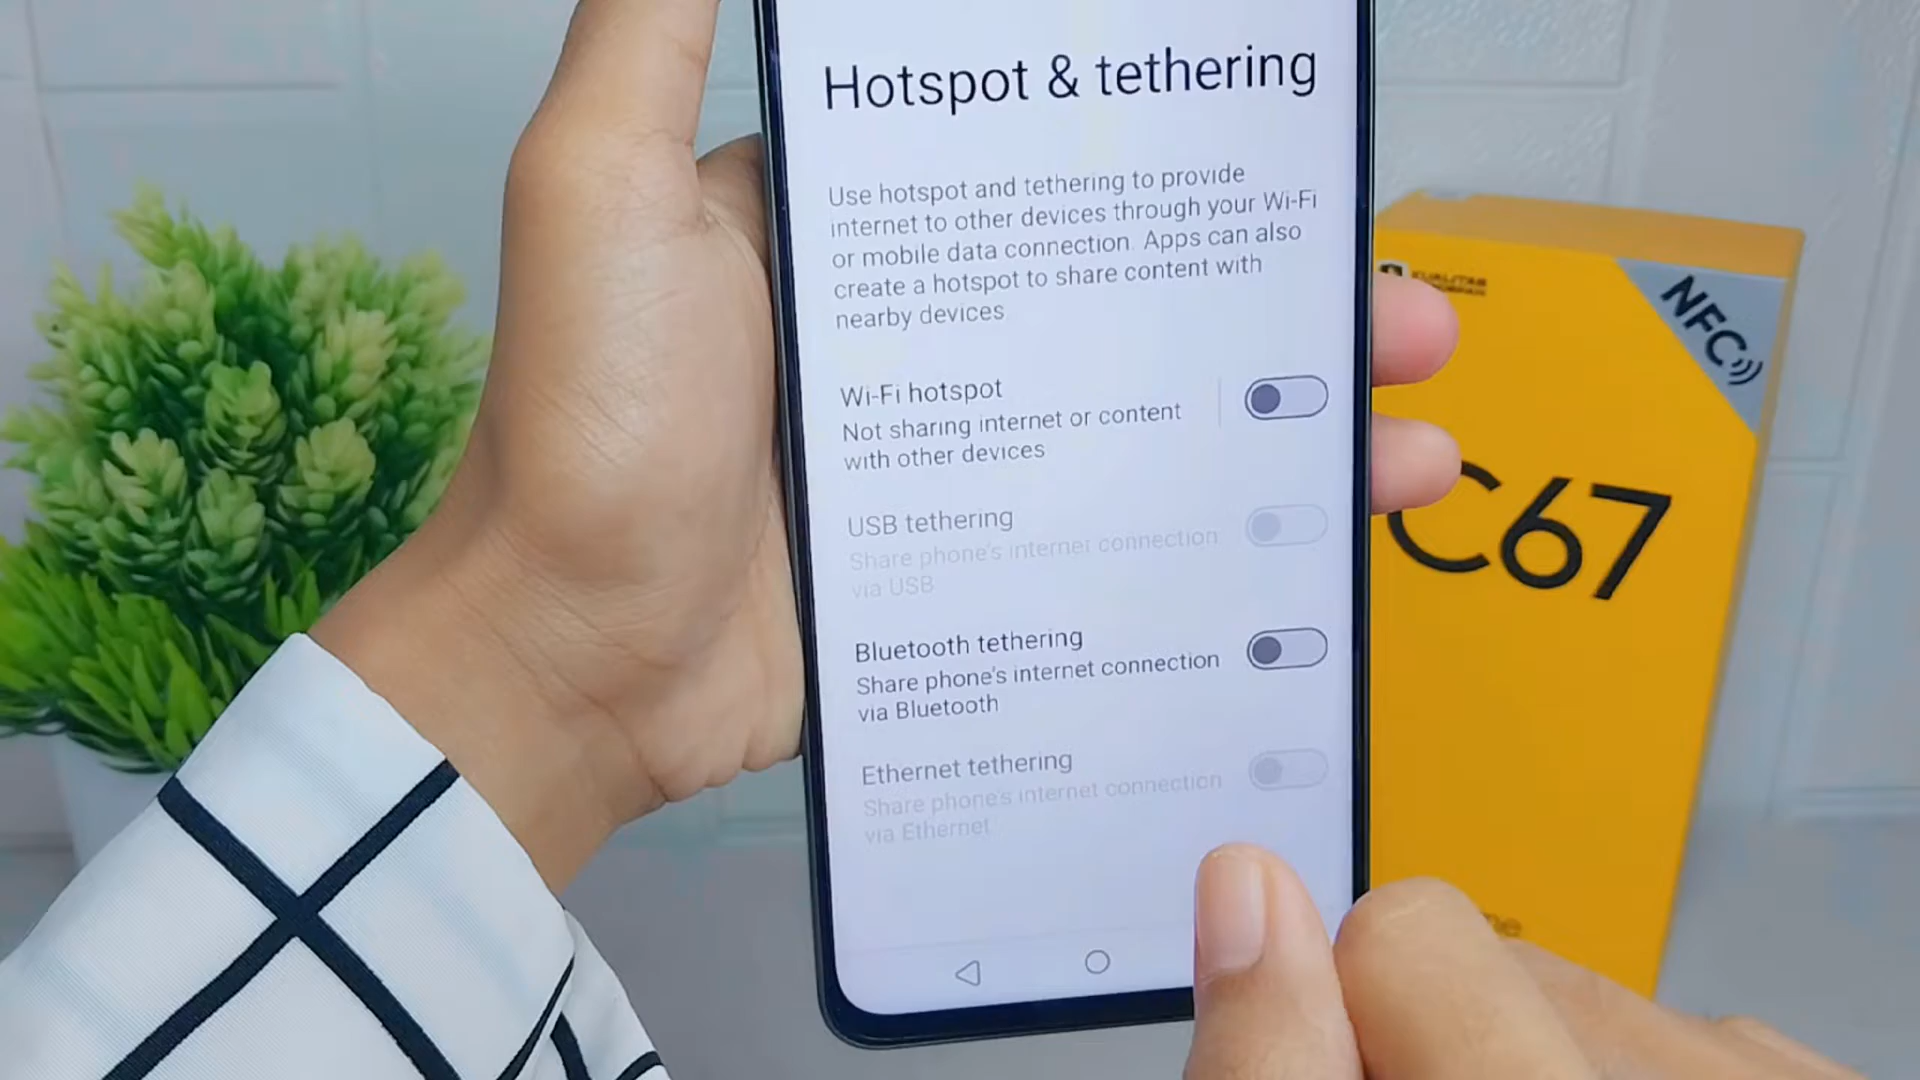 Hotspot & tethering
Use hotspot and tethering to provide
internet to other devices through your Wi-Fi
or mobile data connection. Apps can also
create a hotspot to share content with
nearby devices
Wi-Fi hotspot
Not sharing internet or content
with other devices
USB tethering
Share phone's internet connection
via USB
Bluetooth tethering
Share phone's internet connection
via Bluetooth
Ethernet tethering
Share phone's internet connection
via Ethernet
NFC
C67